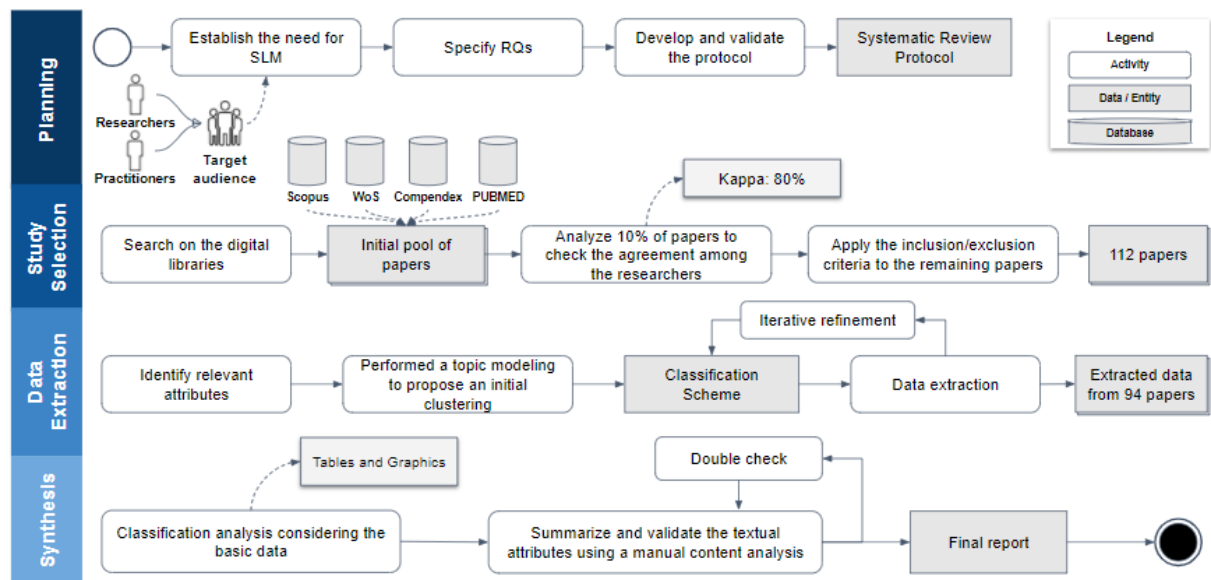 Planning
Establish the need for
SLM
Specify RQs
Develop and validate
the protocol
Systematic Review
Protocol
Legend
Activity
Data / Entity
Database
Researchers
Practitioners
Target
audience
Scopus
WoS
Compendex
PUBMED
Kappa: 80%
Study
Selection
Search on the digital
libraries
Initial pool of
papers
Analyze 10% of papers to
check the agreement among
the researchers
Apply the inclusion/exclusion
criteria to the remaining papers
112 papers
Data
Extraction
Identify relevant
attributes
Performed a topic modeling
to propose an initial
clustering
Iterative refinement
Classification
Scheme
Data extraction
Extracted data
from 94 papers
Synthesis
Tables and Graphics
Classification analysis considering the
basic data
Double check
Summarize and validate the textual
attributes using a manual content analysis
Final report